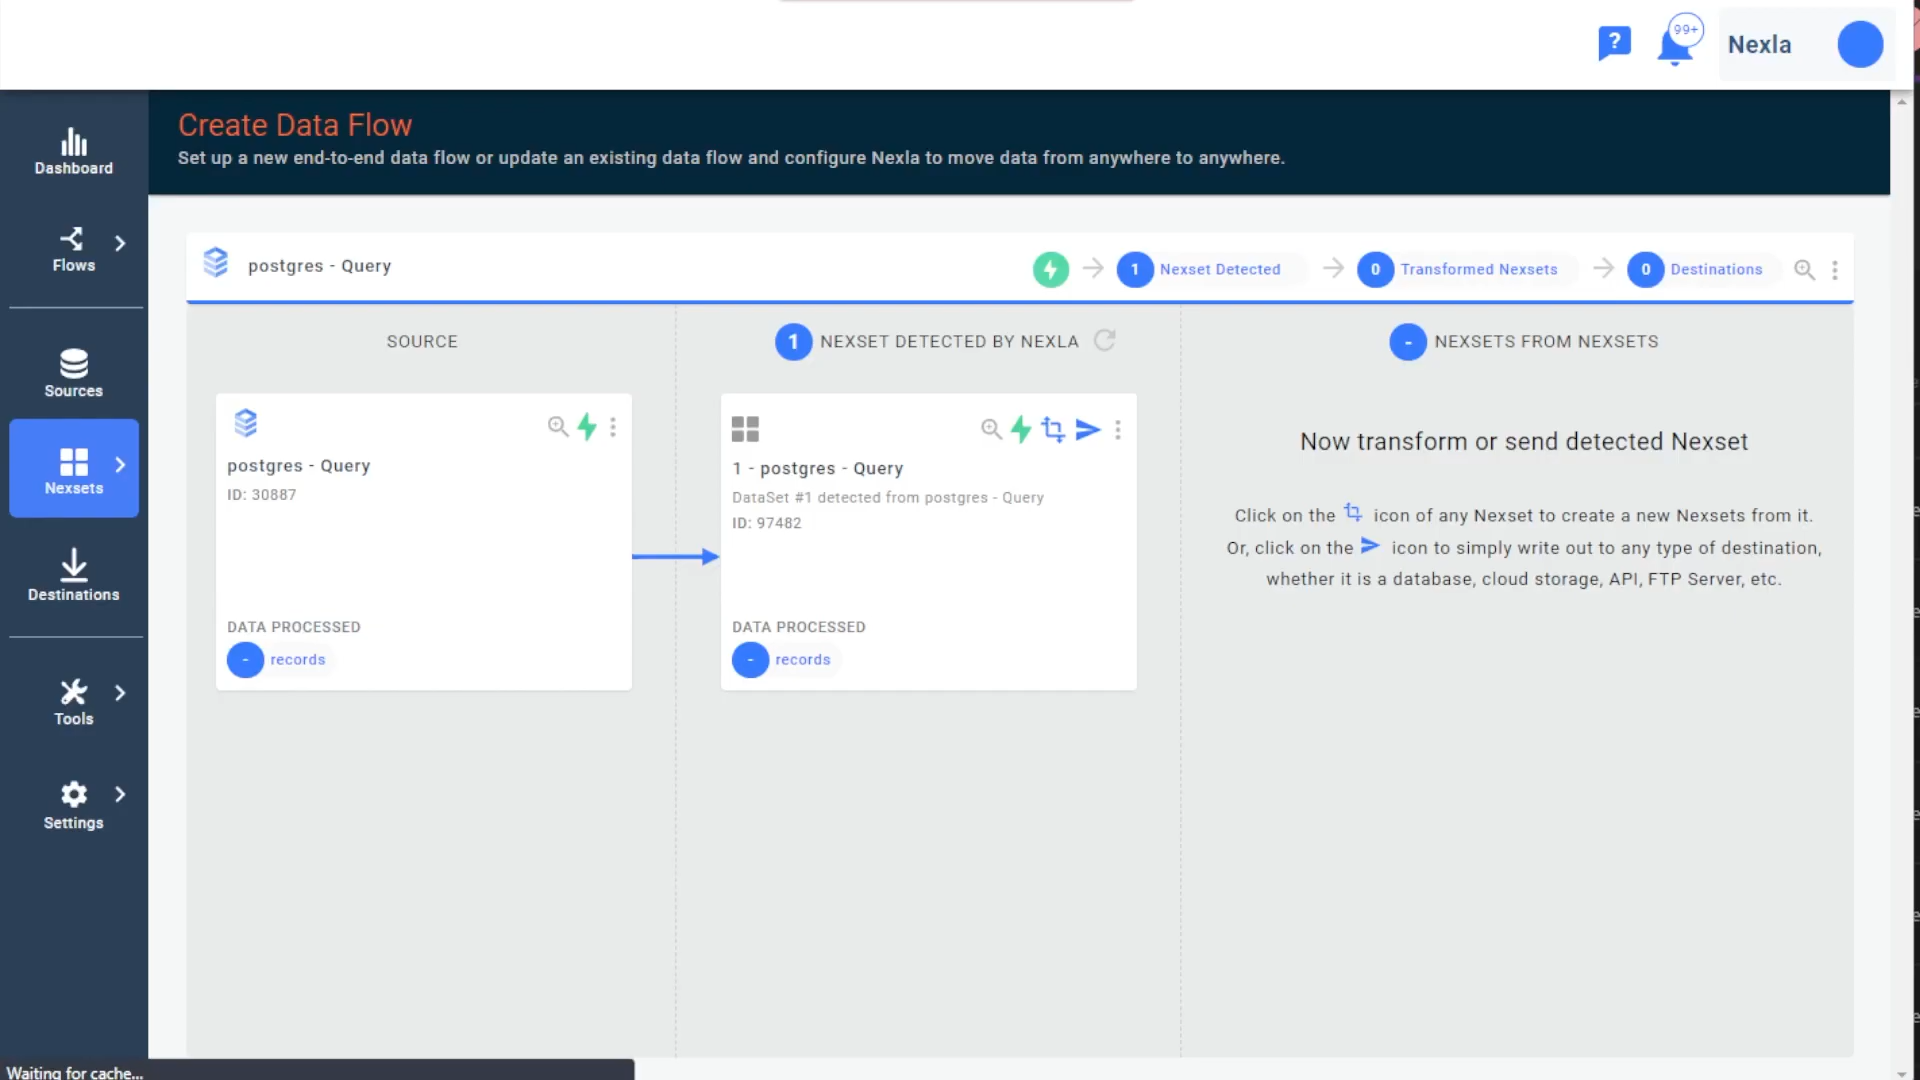 ?
99+
Nexla
Create Data Flow
Set up a new end-to-end data flow or update an existing data flow and configure Nexla to move data from anywhere to anywhere.
Dashboard
Flows
Sources
Nexsets
Destinations
Tools
Settings
postgres - Query
1 Nexset Detected
0 Transformed Nexsets
0 Destinations
SOURCE
1 NEXSET DETECTED BY NEXLA
- NEXSETS FROM NEXSETS
postgres - Query
ID: 30887
DATA PROCESSED
- records
1 - postgres - Query
DataSet #1 detected from postgres - Query
ID: 97482
DATA PROCESSED
- records
Now transform or send detected Nexset
Click on the icon of any Nexset to create a new Nexsets from it.
Or, click on the icon to simply write out to any type of destination,
whether it is a database, cloud storage, API, FTP Server, etc.
Waiting for cache...